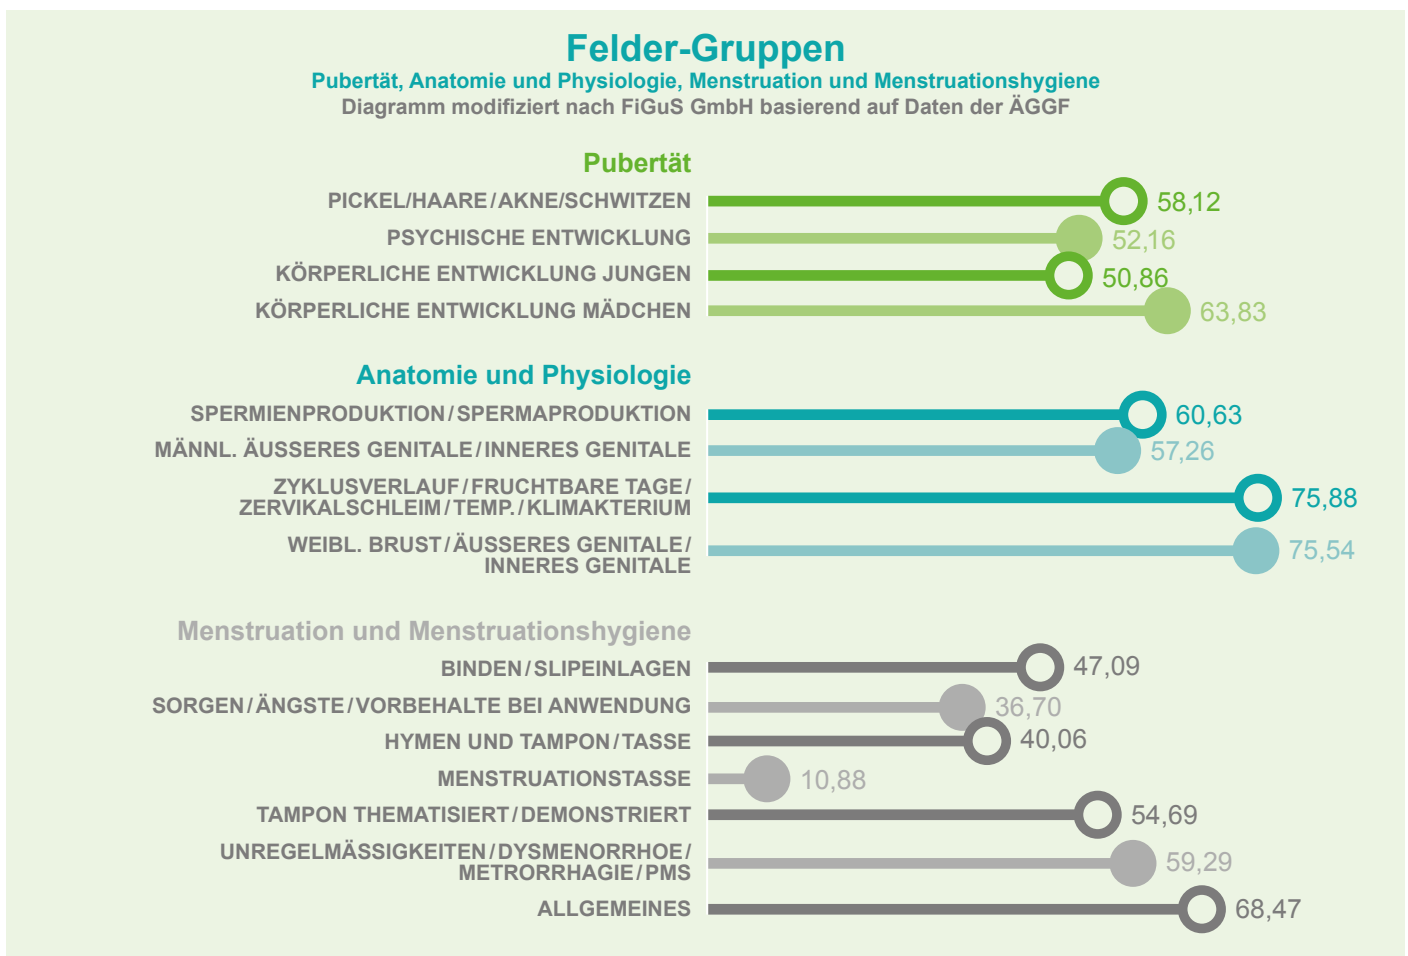 Felder-Gruppen
Pubertät, Anatomie und Physiologie, Menstruation und Menstruationshygiene
Diagramm modifiziert nach FiGuS GmbH basierend auf Daten der ÄGGF
Pubertät
PICKEL/HAARE/AKNE/SCHWITZEN 58,12
PSYCHISCHE ENTWICKLUNG 52,16
KÖRPERLICHE ENTWICKLUNG JUNGEN 50,86
KÖRPERLICHE ENTWICKLUNG MÄDCHEN 63,83
Anatomie und Physiologie
SPERMIENPRODUKTION/SPERMAPRODUKTION 60,63
MÄNNL. ÄUSSERES GENITALE/INNERES GENITALE 57,26
ZYKLUSVERLAUF/FRUCHTBARE TAGE/
ZERVIKALSCHLEIM/TEMP./KLIMAKTERIUM 75,88
WEIBL. BRUST/ÄUSSERES GENITALE/
INNERES GENITALE 75,54
Menstruation und Menstruationshygiene
BINDEN/SLIPEINLAGEN 47,09
SORGEN/ÄNGSTE/VORBEHALTE BEI ANWENDUNG 36,70
HYMEN UND TAMPON/TASSE 40,06
MENSTRUATIONSTASSE 10,88
TAMPON THEMATISIERT/DEMONSTRIERT 54,69
UNREGELMÄSSIGKEITEN/DYSMENORRHOE/
METRORRHAGIE/PMS 59,29
ALLGEMEINES 68,47